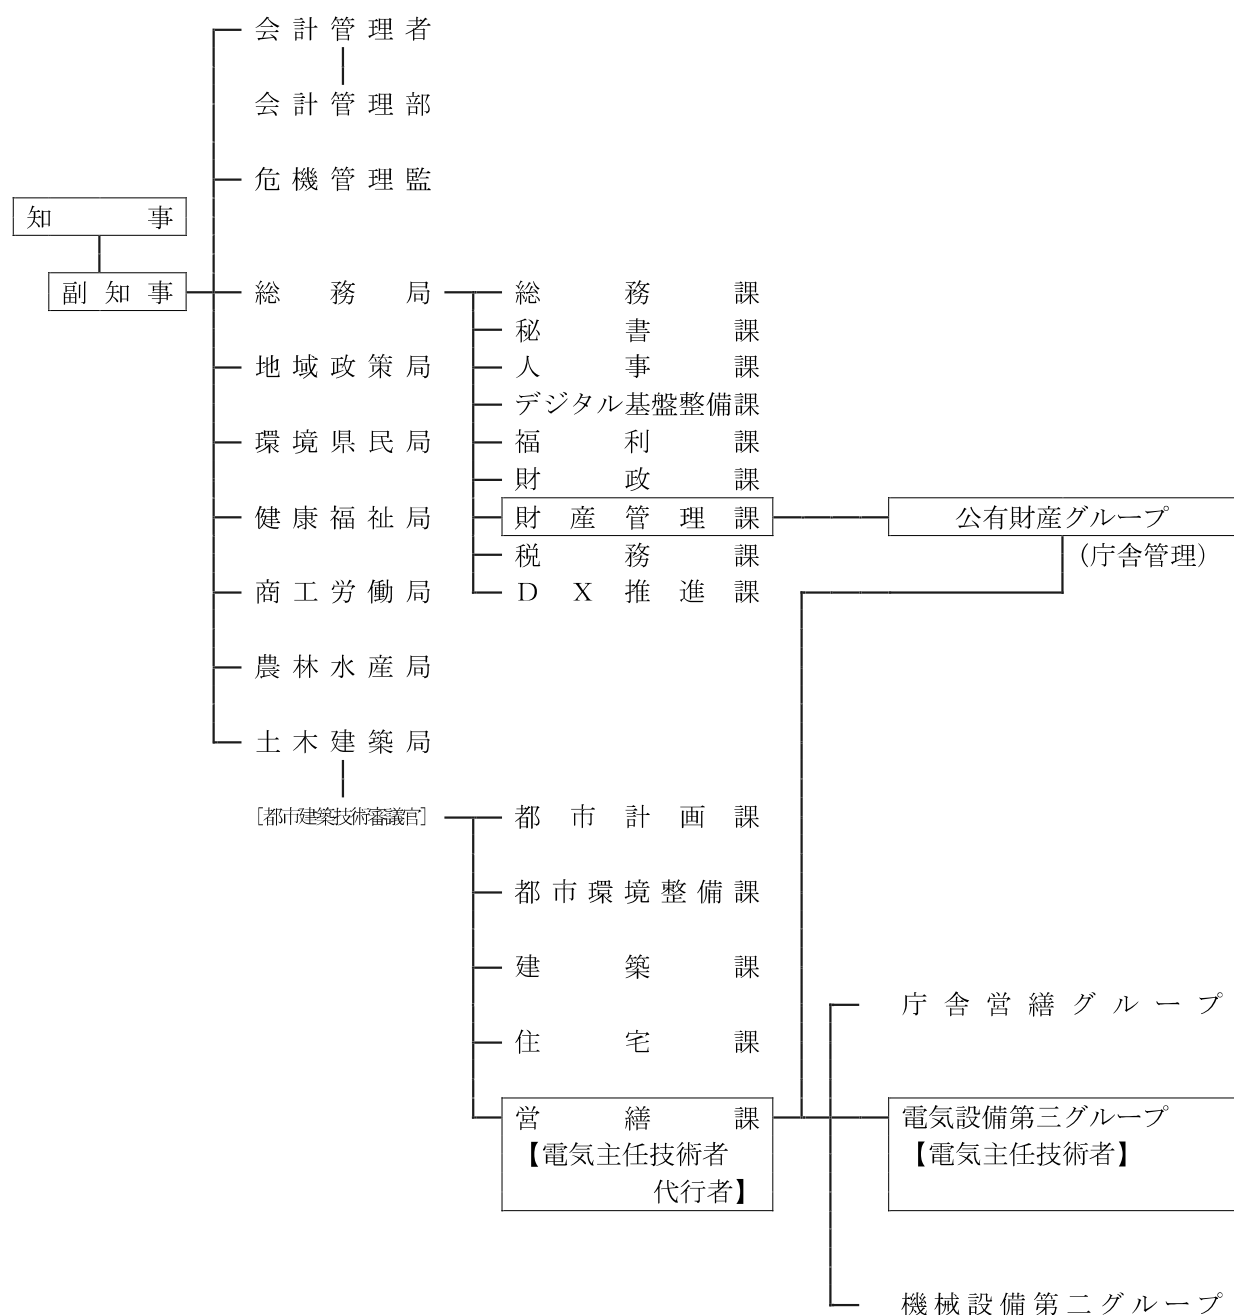 会計管理者
会計管理部
危機管理監
知事
副知事
総務局
総務課
秘書課
地域政策局
人事課
デジタル基盤整備課
環境県民局
福利課
財政課
健康福祉局
財産管理課
公有財産グループ
税務課
（庁舎管理）
商工労働局
ＤＸ推進課
農林水産局
土木建築局
［都市建築技術審議官］
都市計画課
都市環境整備課
建築課
庁舎営繕グループ
住宅課
営繕課
電気設備第三グループ
【電気主任技術者
【電気主任技術者】
代行者】
機械設備第二グループ